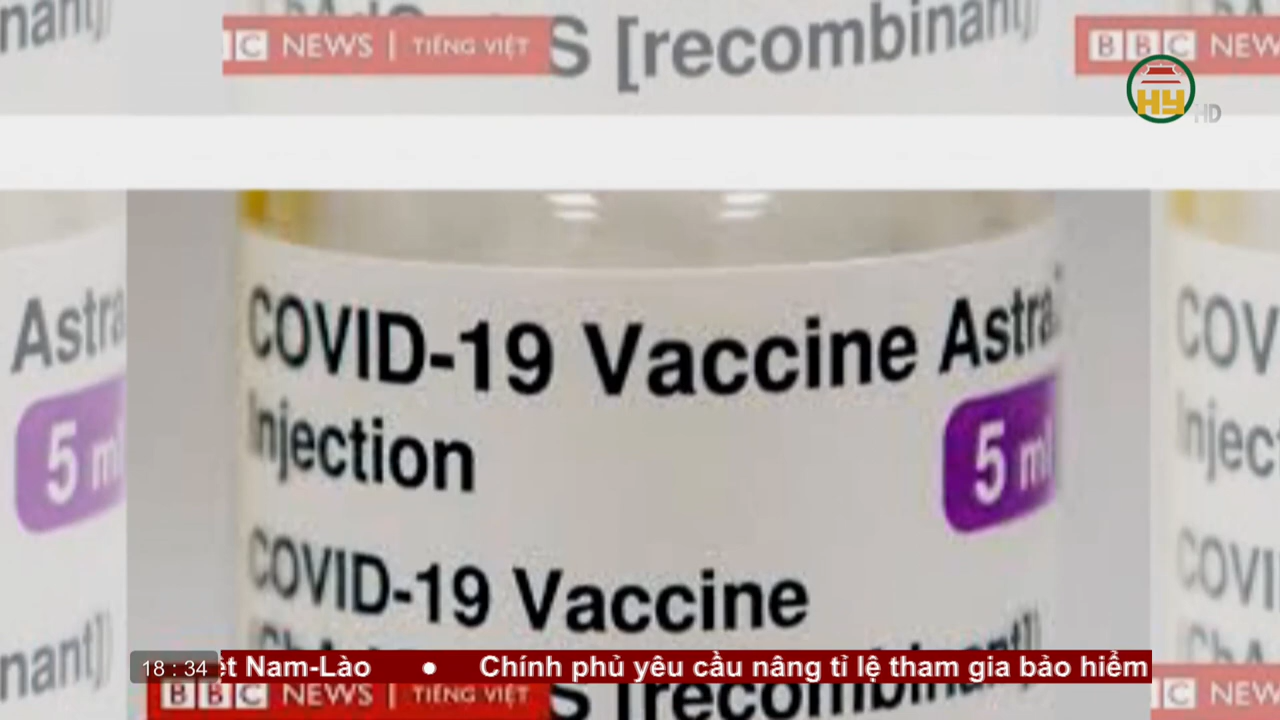 BBC NEWS | TIẾNG VIỆT
S [recombinant]
BBC NEW
HY HD
COVID-19 Vaccine Astra
Injection
5 ml
COVID-19 Vaccine
Astra
5 m
COV
Injec
COVI
18 : 34
ệt Nam-Lào • Chính phủ yêu cầu nâng tỉ lệ tham gia bảo hiểm
BBC NEWS | TIẾNG VIỆT
S [recombinant]
C NEW